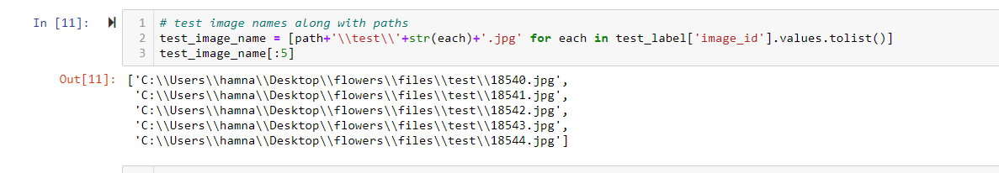 In [11]:
1 # test image names along with paths
2 test_image_name = [path+'\\test\\'+str(each)+'.jpg' for each in test_label['image_id'].values.tolist()]
3 test_image_name[:5]
Out[11]: ['C:\\Users\\hamna\\Desktop\\flowers\\files\\test\\18540.jpg',
'C:\\Users\\hamna\\Desktop\\flowers\\files\\test\\18541.jpg',
'C:\\Users\\hamna\\Desktop\\flowers\\files\\test\\18542.jpg',
'C:\\Users\\hamna\\Desktop\\flowers\\files\\test\\18543.jpg',
'C:\\Users\\hamna\\Desktop\\flowers\\files\\test\\18544.jpg']